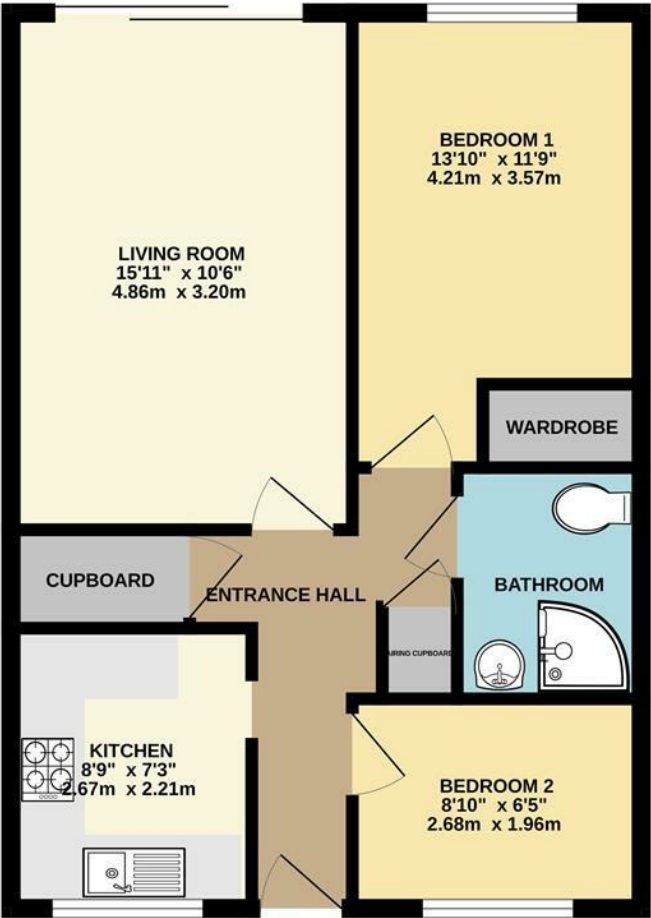 BEDROOM 1
13'10" x 11'9"
4.21m x 3.57m
LIVING ROOM
15'11" x 10'6"
4.86m x 3.20m
WARDROBE
CUPBOARD
ENTRANCE HALL
BATHROOM
AIRING CUPBOARD
KITCHEN
8'9" x 7'3"
2.67m x 2.21m
BEDROOM 2
8'10" x 6'5"
2.68m x 1.96m